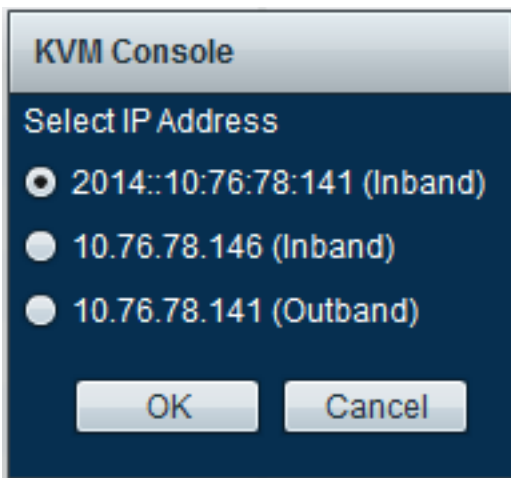 KVM Console
Select IP Address
2014::10:76:78:141 (Inband)
10.76.78.146 (Inband)
10.76.78.141 (Outband)
OK
Cancel